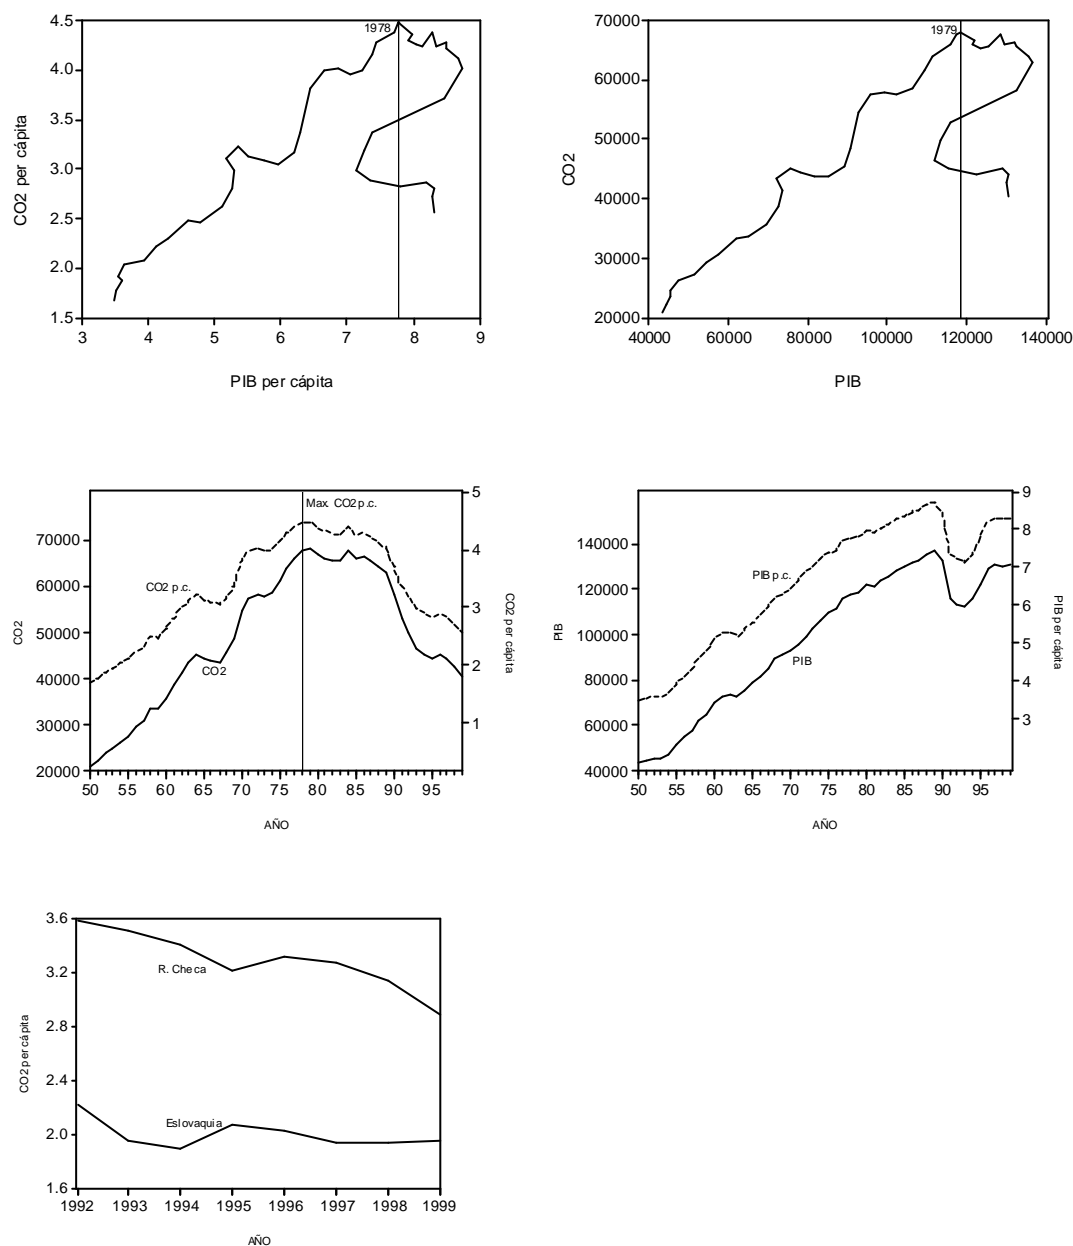 4.5
1978
4.0
3.5
3.0
2.5
2.0
1.5
3 4 5 6 7 8 9
CO2 per cápita
PIB per cápita
70000
1979
60000
50000
40000
30000
20000
40000 60000 80000 100000 120000 140000
CO2
PIB
5
Max. CO2 p.c.
70000
4
60000
CO2 p.c.
3
50000
CO2
40000
2
30000
1
20000
50 55 60 65 70 75 80 85 90 95
CO2
CO2 per cápita
AÑO
9
8
140000
7
120000
PIB p.c.
6
100000
5
PIB
80000
4
60000
3
40000
50 55 60 65 70 75 80 85 90 95
PIB
PIB per cápita
AÑO
3.6
R. Checa
3.2
2.8
2.4
Eslovaquia
2.0
1.6
1992 1993 1994 1995 1996 1997 1998 1999
CO2 per cápita
AÑO